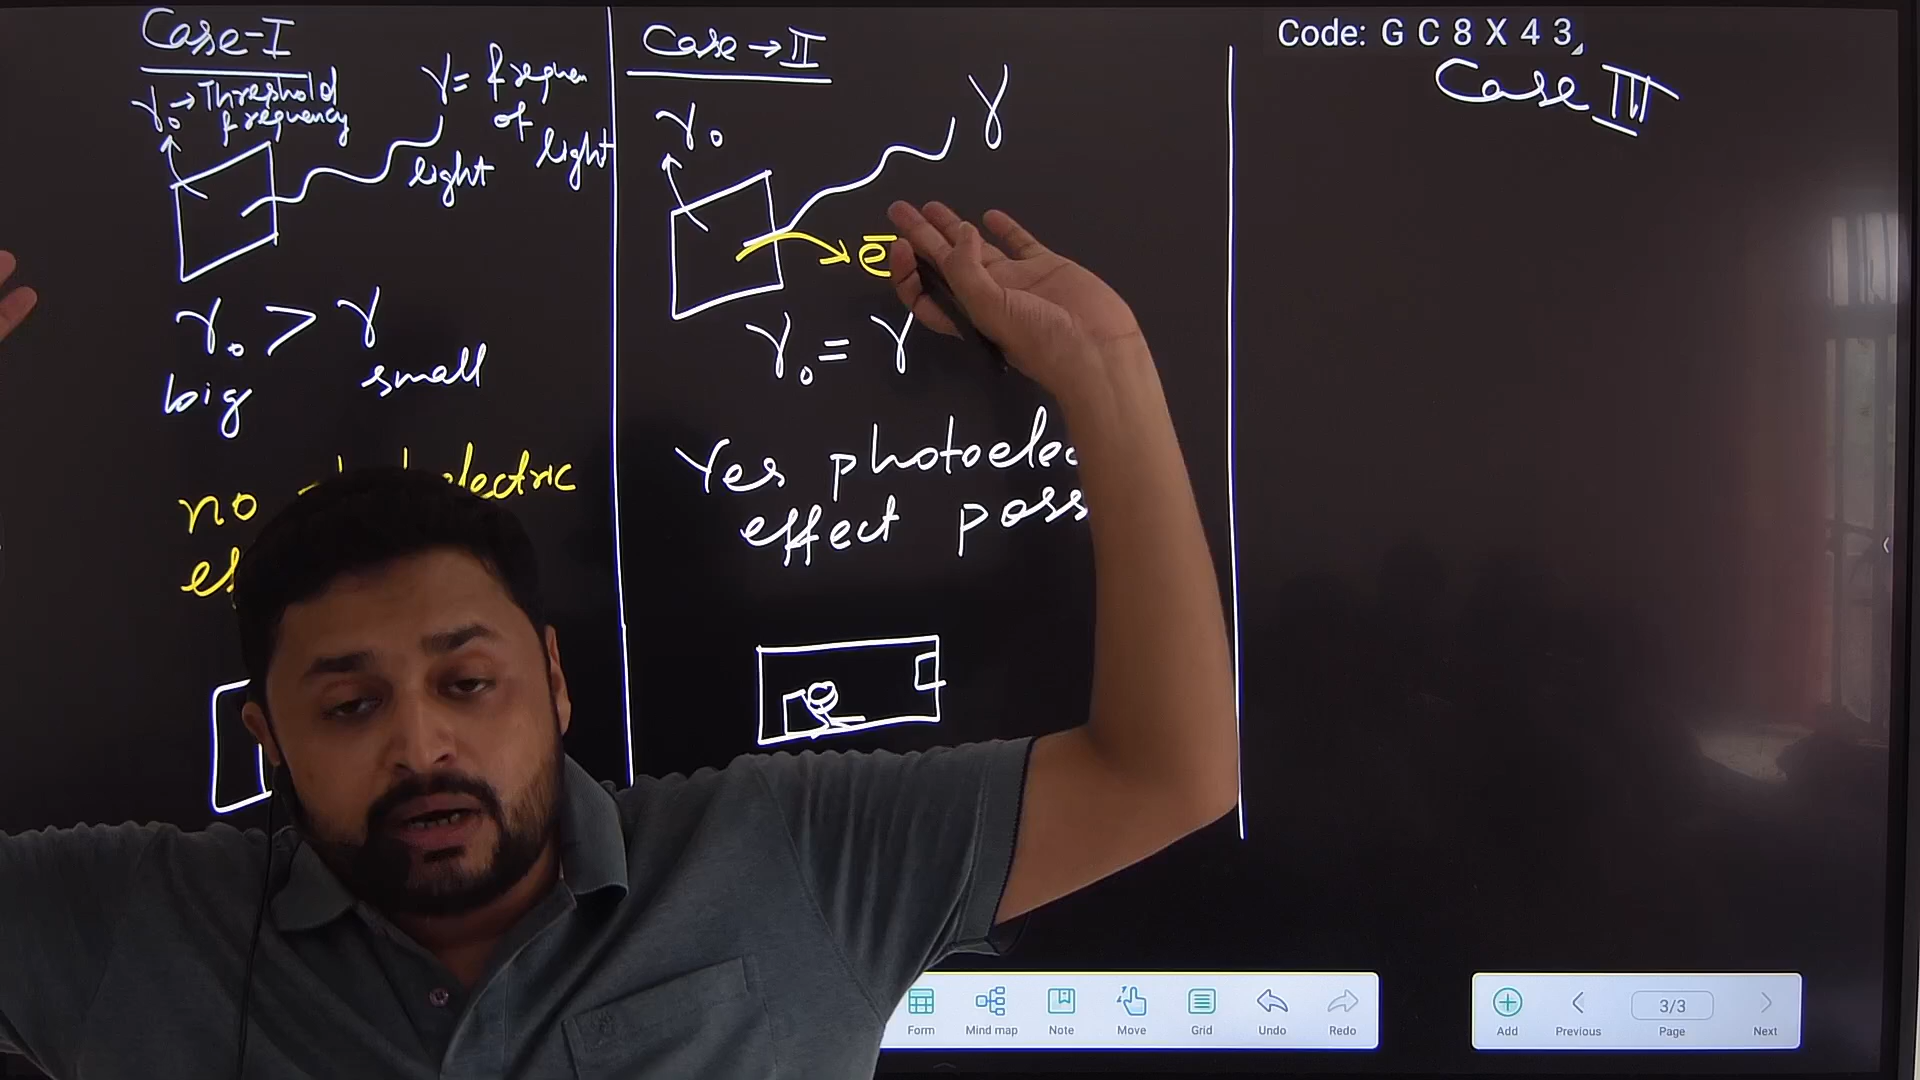 Case-I
γ₀ → Threshold
frequency
γ = frequen
of
light
light
γ₀ > γ
big small
no electric
Case → II
γ₀
γ
e⁻
γ₀ = γ
Yes photoelec
effect poss
Code: G C 8 X 4 3
Case III
Form Mind map Note Move Grid Undo Redo
Add Previous 3/3 Page Next